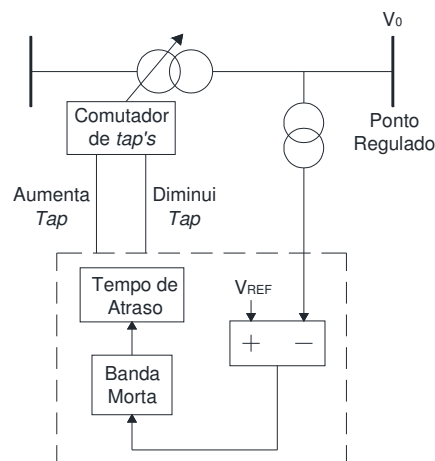 V0
Ponto
Regulado
Comutador
de tap's
Aumenta
Tap
Diminui
Tap
Tempo de
Atraso
VREF
+ −
Banda
Morta